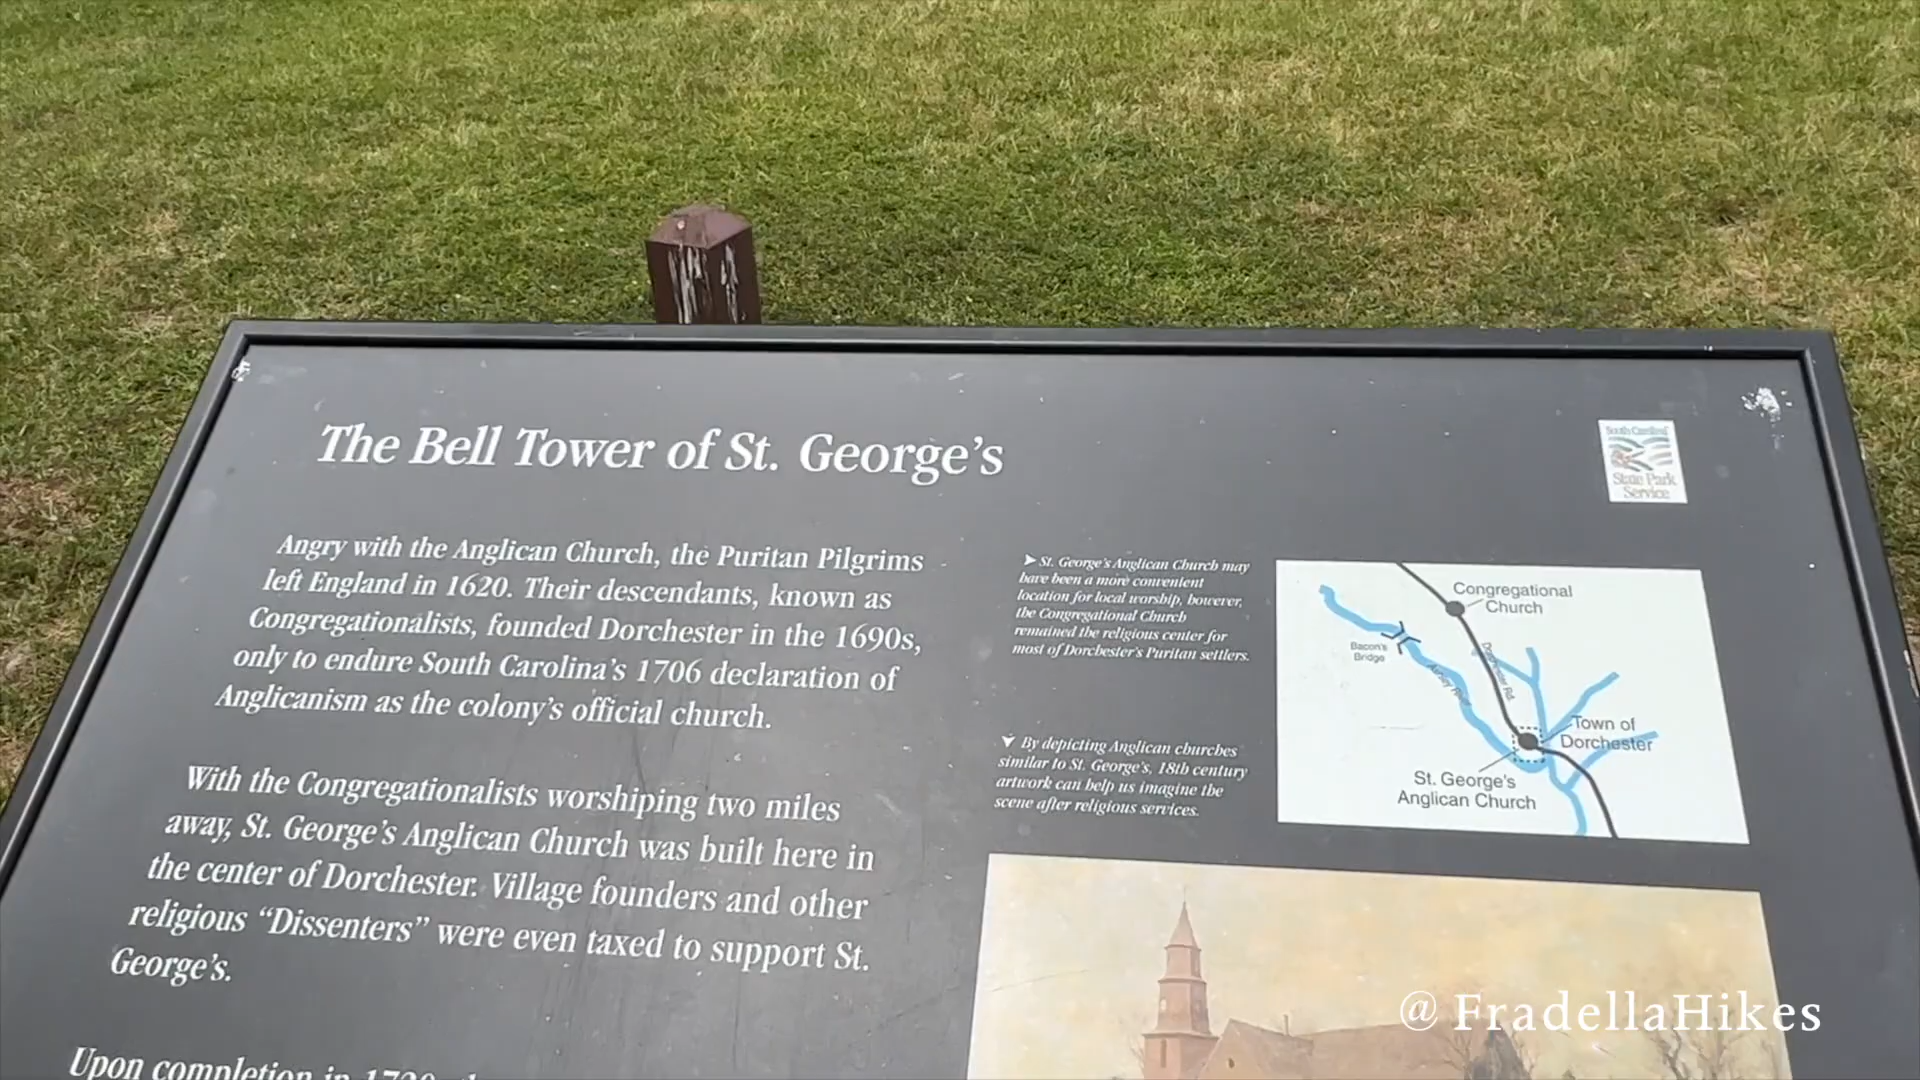 The Bell Tower of St. George's
South Carolina
State Park
Service
Angry with the Anglican Church, the Puritan Pilgrims
left England in 1620. Their descendants, known as
Congregationalists, founded Dorchester in the 1690s,
only to endure South Carolina's 1706 declaration of
Anglicanism as the colony's official church.
With the Congregationalists worshiping two miles
away, St. George's Anglican Church was built here in
the center of Dorchester. Village founders and other
religious “Dissenters” were even taxed to support St.
George's.
Upon completion in
➤ St. George's Anglican Church may
have been a more convenient
location for local worship, however,
the Congregational Church
remained the religious center for
most of Dorchester's Puritan settlers.
Congregational
Church
Bacon's
Bridge
Ashley River
Dorchester Rd.
Town of
Dorchester
St. George's
Anglican Church
⮟ By depicting Anglican churches
similar to St. George's, 18th century
artwork can help us imagine the
scene after religious services.
@ FradellaHikes